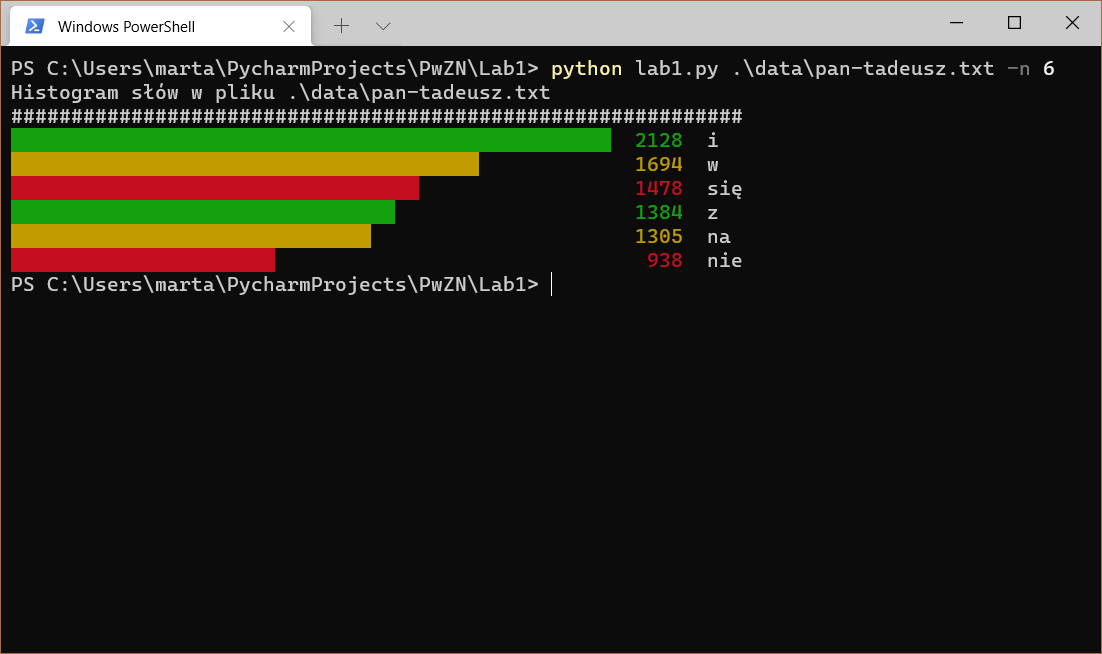 Windows PowerShell
PS C:\Users\marta\PycharmProjects\PwZN\Lab1> python lab1.py .\data\pan-tadeusz.txt -n 6
Histogram słów w pliku .\data\pan-tadeusz.txt
#############################################################
2128 i
1694 w
1478 się
1384 z
1305 na
938 nie
PS C:\Users\marta\PycharmProjects\PwZN\Lab1>